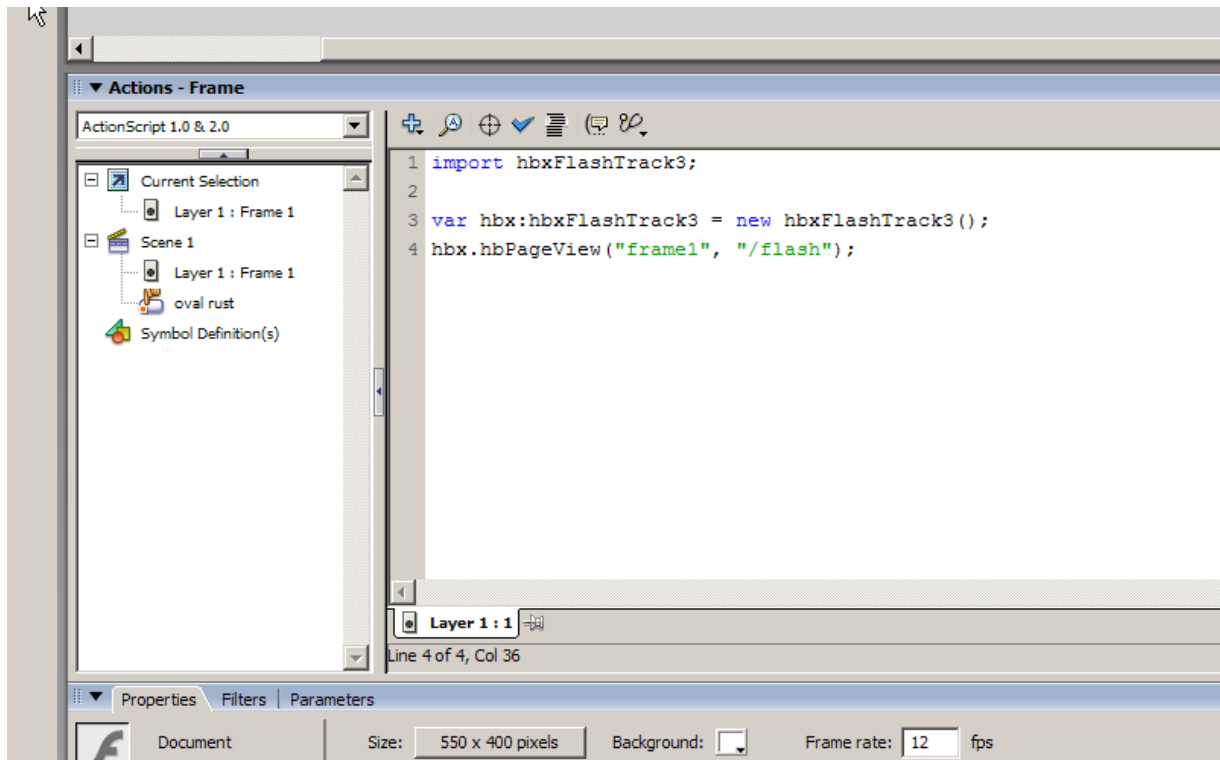 Actions - Frame
ActionScript 1.0 & 2.0
Current Selection
Layer 1 : Frame 1
Scene 1
Layer 1 : Frame 1
oval rust
Symbol Definition(s)
1 import hbxFlashTrack3;
2
3 var hbx:hbxFlashTrack3 = new hbxFlashTrack3();
4 hbx.hbPageView("frame1", "/flash");
Layer 1 : 1
Line 4 of 4, Col 36
Properties Filters Parameters
Document Size: 550 x 400 pixels Background: Frame rate: 12 fps